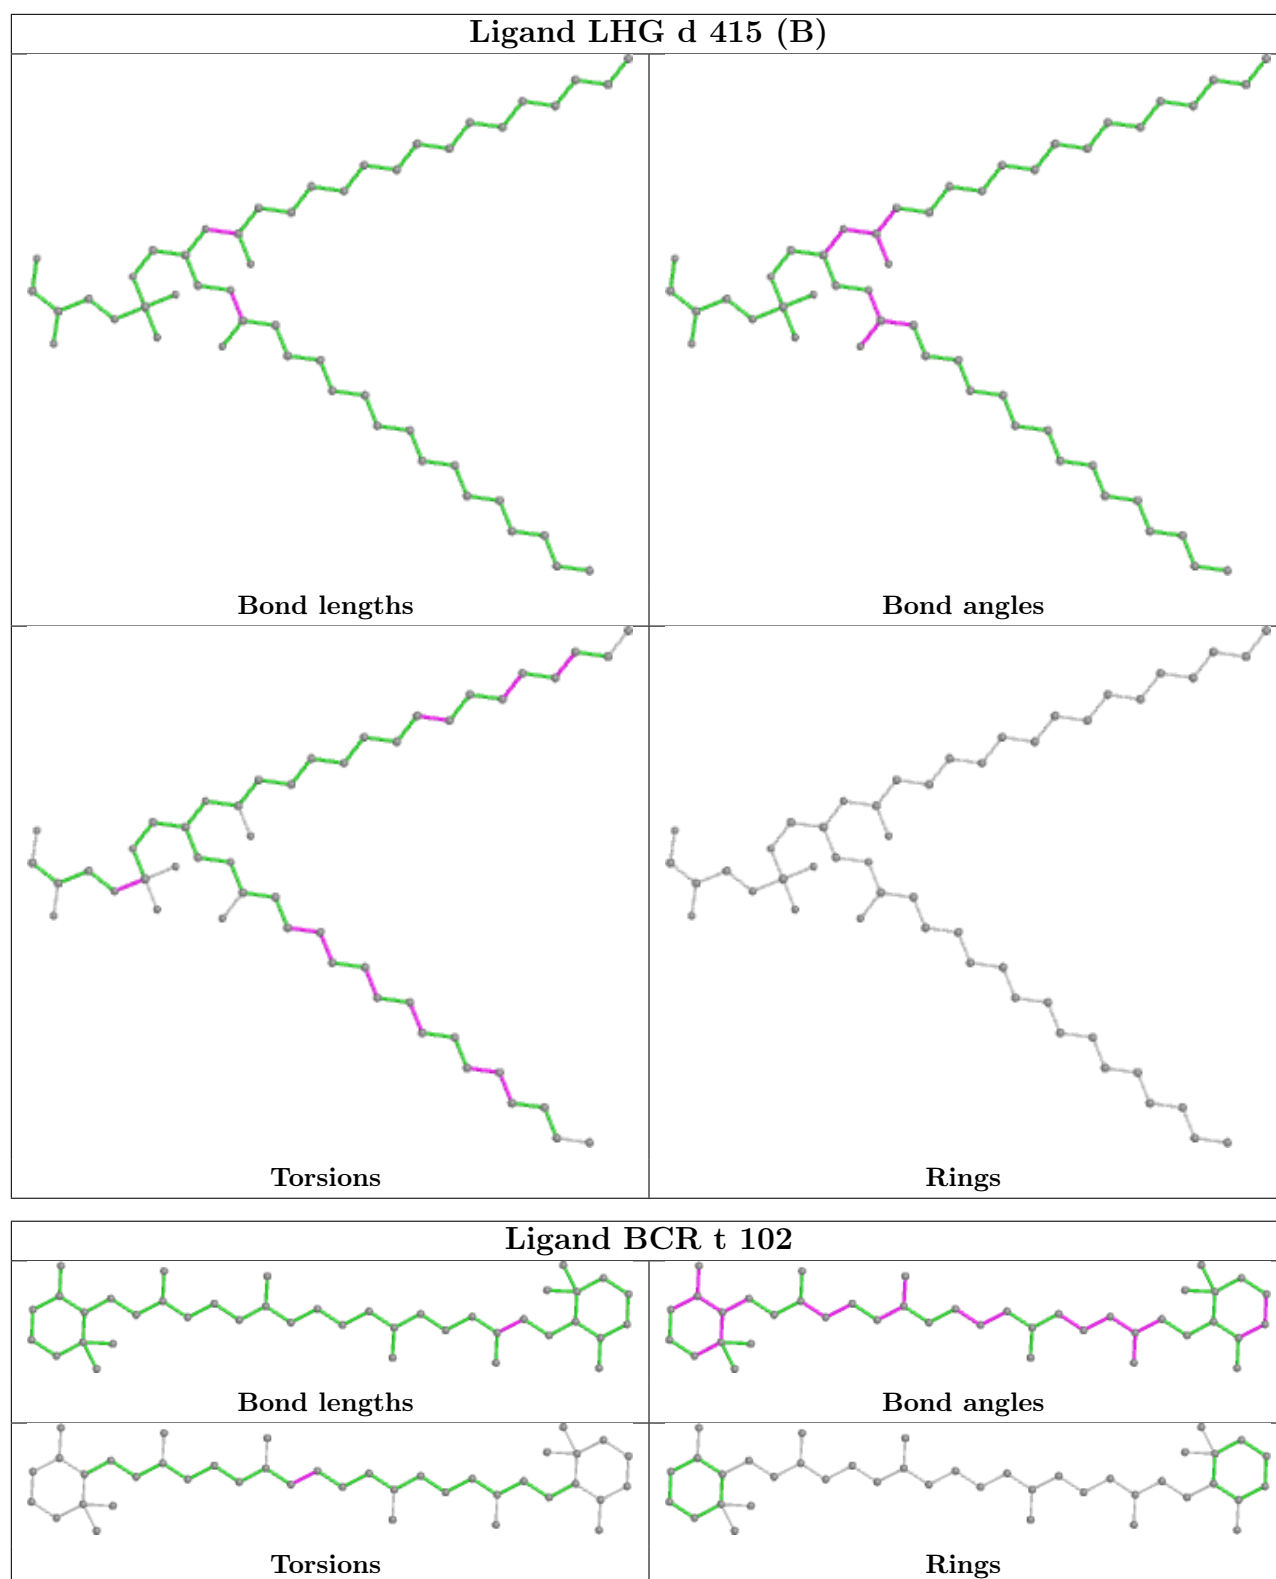 Ligand LHG d 415 (B)
Bond lengths
Bond angles
Torsions
Rings
Ligand BCR t 102
Bond lengths
Bond angles
Torsions
Rings